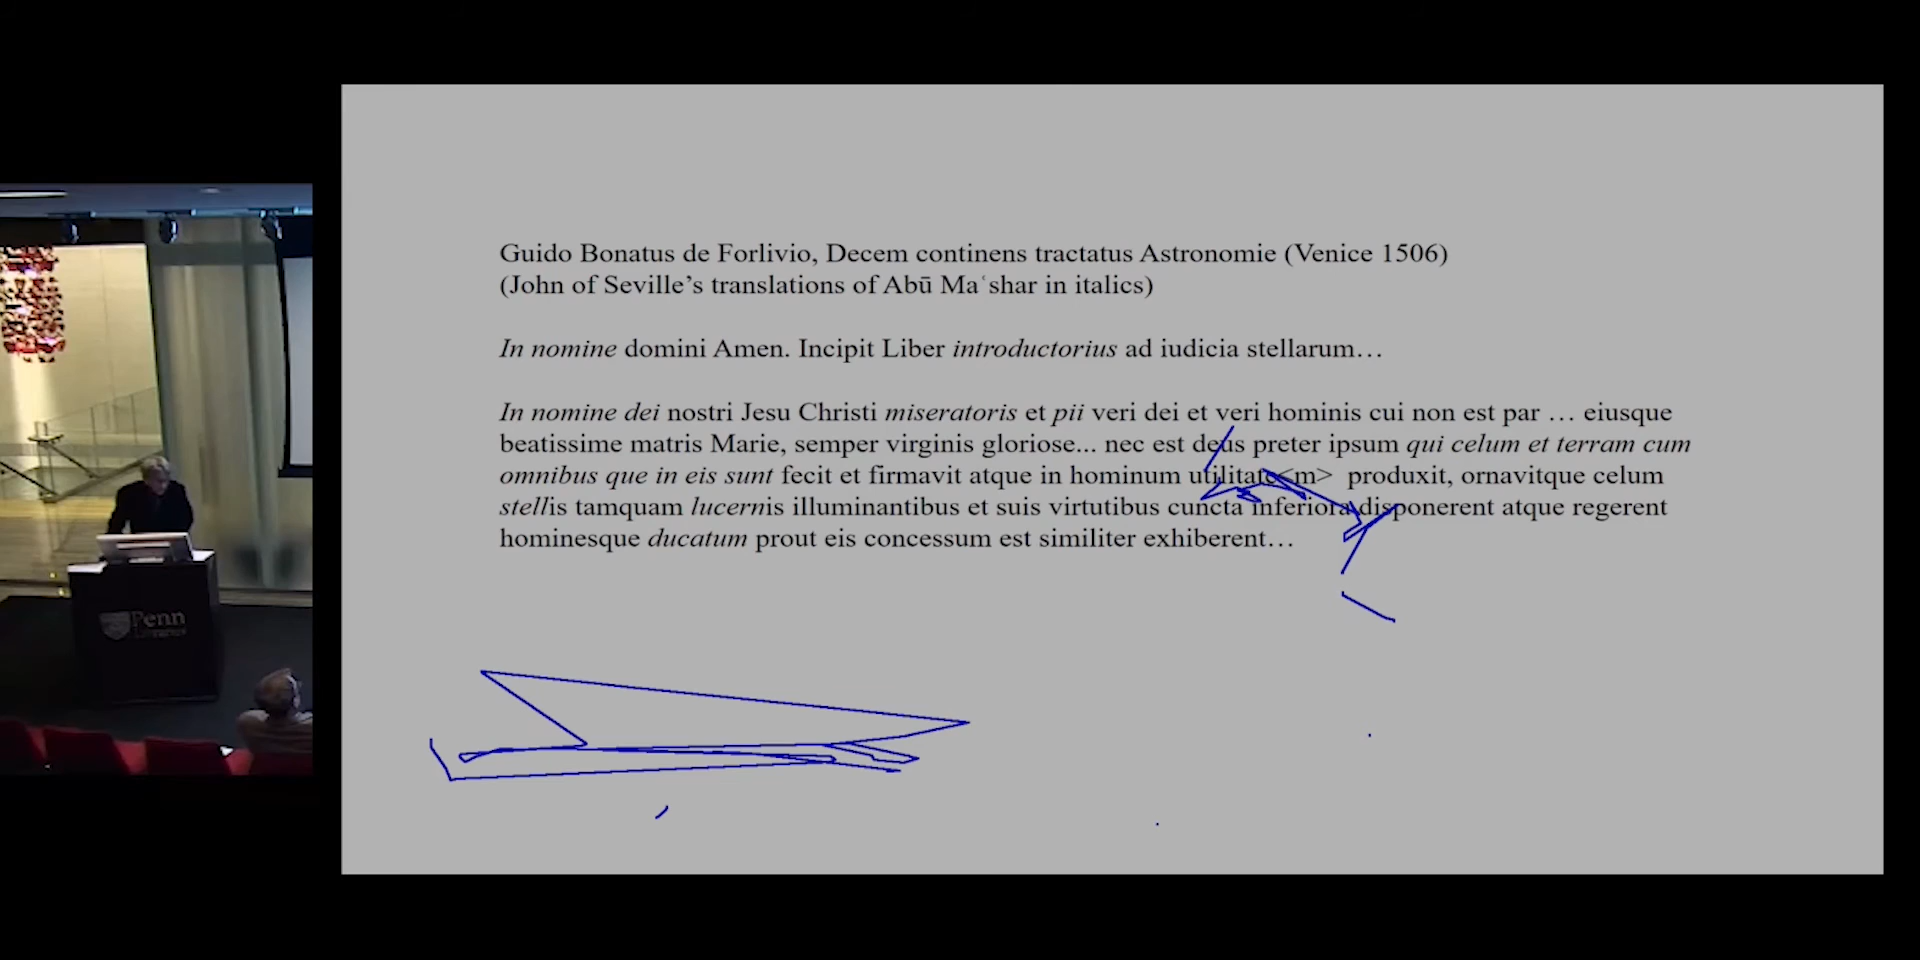 Guido Bonatus de Forlivio, Decem continens tractatus Astronomie (Venice 1506)
(John of Seville’s translations of Abū Maʿshar in italics)
In nomine domini Amen. Incipit Liber introductorius ad iudicia stellarum…
In nomine dei nostri Jesu Christi miseratoris et pii veri dei et veri hominis cui non est par … eiusque
beatissime matris Marie, semper virginis gloriose... nec est deus preter ipsum qui celum et terram cum
omnibus que in eis sunt fecit et firmavit atque in hominum utilitate<m> produxit, ornavitque celum
stellis tamquam lucernis illuminantibus et suis virtutibus cuncta inferiora disponerent atque regerent
hominesque ducatum prout eis concessum est similiter exhiberent…
Penn
Libraries